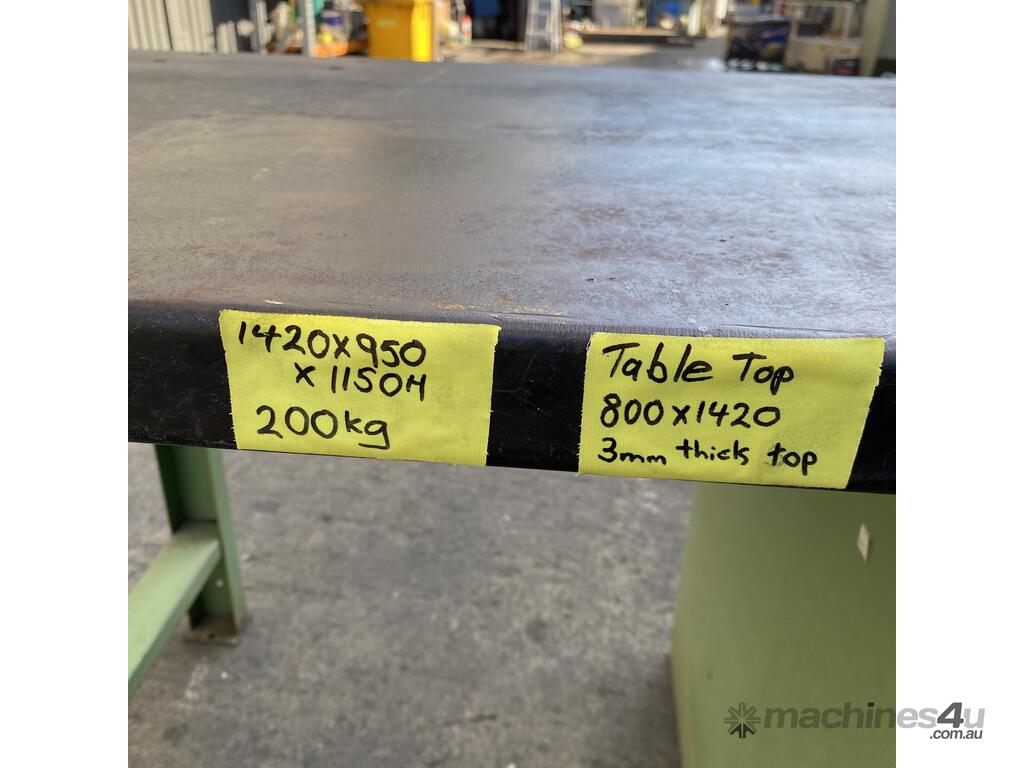 1420x950
x 1150H
200kg
Table Top
800x1420
3mm thick top
machines4u
.com.au